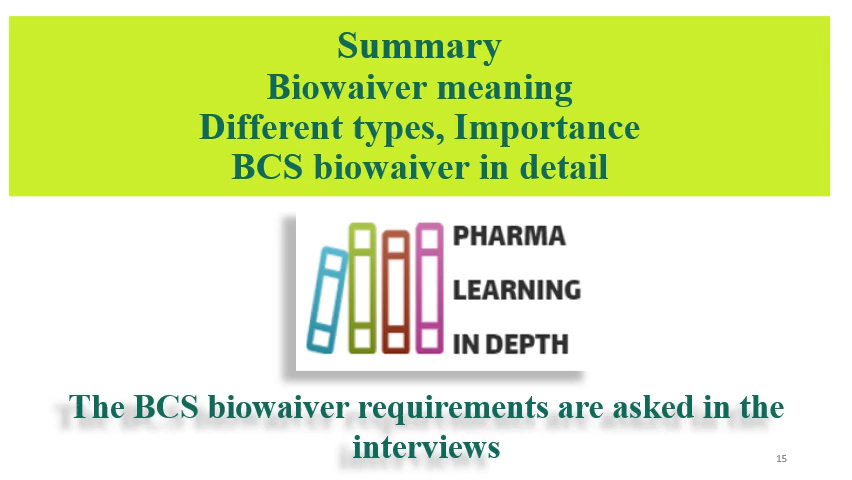 Summary
Biowaiver meaning
Different types, Importance
BCS biowaiver in detail
PHARMA
LEARNING
IN DEPTH
The BCS biowaiver requirements are asked in the
interviews
15